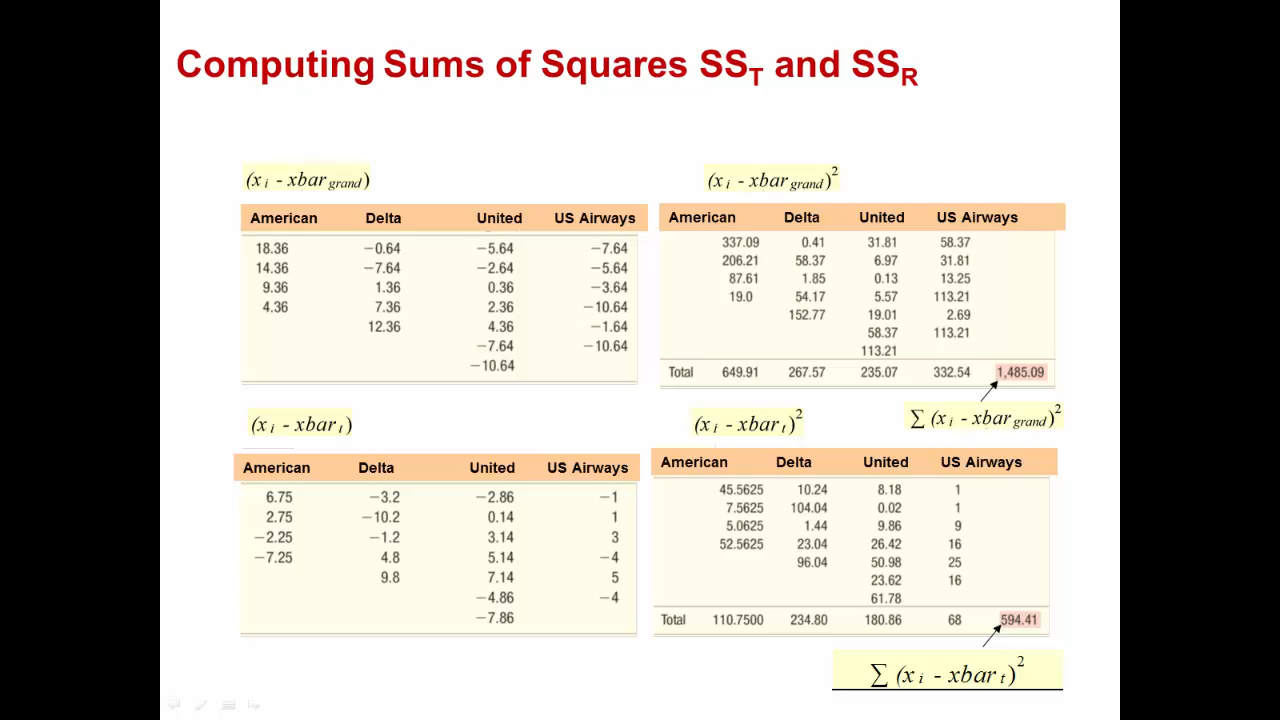 Computing Sums of Squares SST and SSR
(x i - xbar grand)
American Delta United US Airways
18.36 −0.64 −5.64 −7.64
14.36 −7.64 −2.64 −5.64
9.36 1.36 0.36 −3.64
4.36 7.36 2.36 −10.64
12.36 4.36 −1.64
−7.64 −10.64
−10.64
(x i - xbar grand)2
American Delta United US Airways
337.09 0.41 31.81 58.37
206.21 58.37 6.97 31.81
87.61 1.85 0.13 13.25
19.0 54.17 5.57 113.21
152.77 19.01 2.69
58.37 113.21
113.21
Total 649.91 267.57 235.07 332.54 1,485.09
∑ (x i - xbar grand)2
(x i - xbar t)
American Delta United US Airways
6.75 −3.2 −2.86 −1
2.75 −10.2 0.14 1
−2.25 −1.2 3.14 3
−7.25 4.8 5.14 −4
9.8 7.14 5
−4.86 −4
−7.86
(x i - xbar t)2
American Delta United US Airways
45.5625 10.24 8.18 1
7.5625 104.04 0.02 1
5.0625 1.44 9.86 9
52.5625 23.04 26.42 16
96.04 50.98 25
23.62 16
61.78
Total 110.7500 234.80 180.86 68 594.41
∑ (x i - xbar t)2